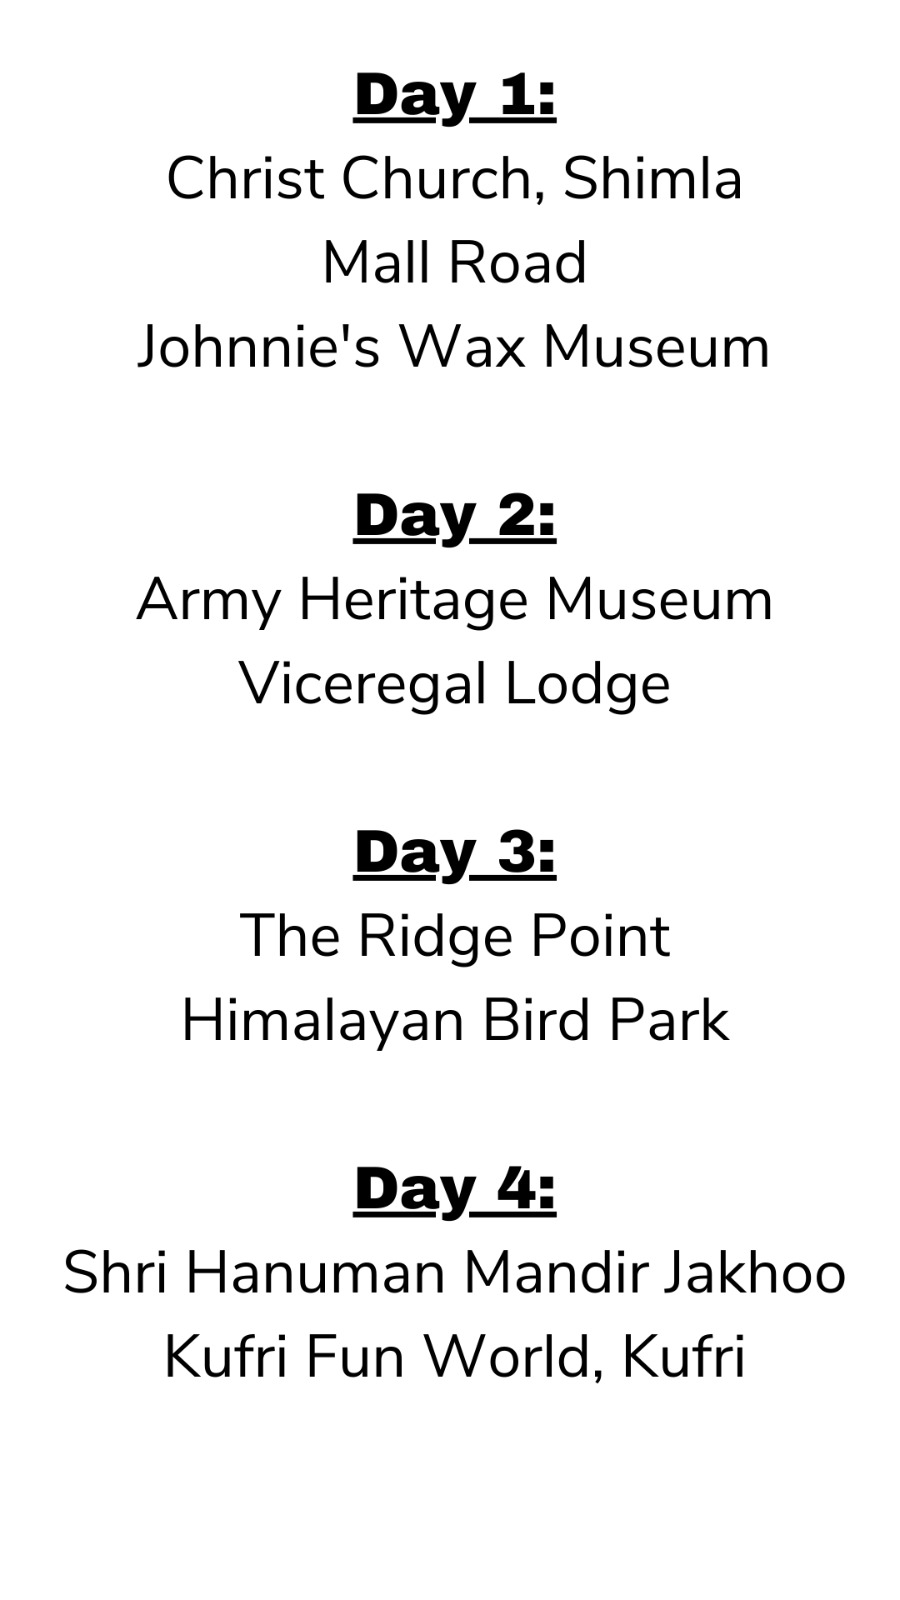 Day 1:
Christ Church, Shimla
Mall Road
Johnnie's Wax Museum
Day 2:
Army Heritage Museum
Viceregal Lodge
Day 3:
The Ridge Point
Himalayan Bird Park
Day 4:
Shri Hanuman Mandir Jakhoo
Kufri Fun World, Kufri